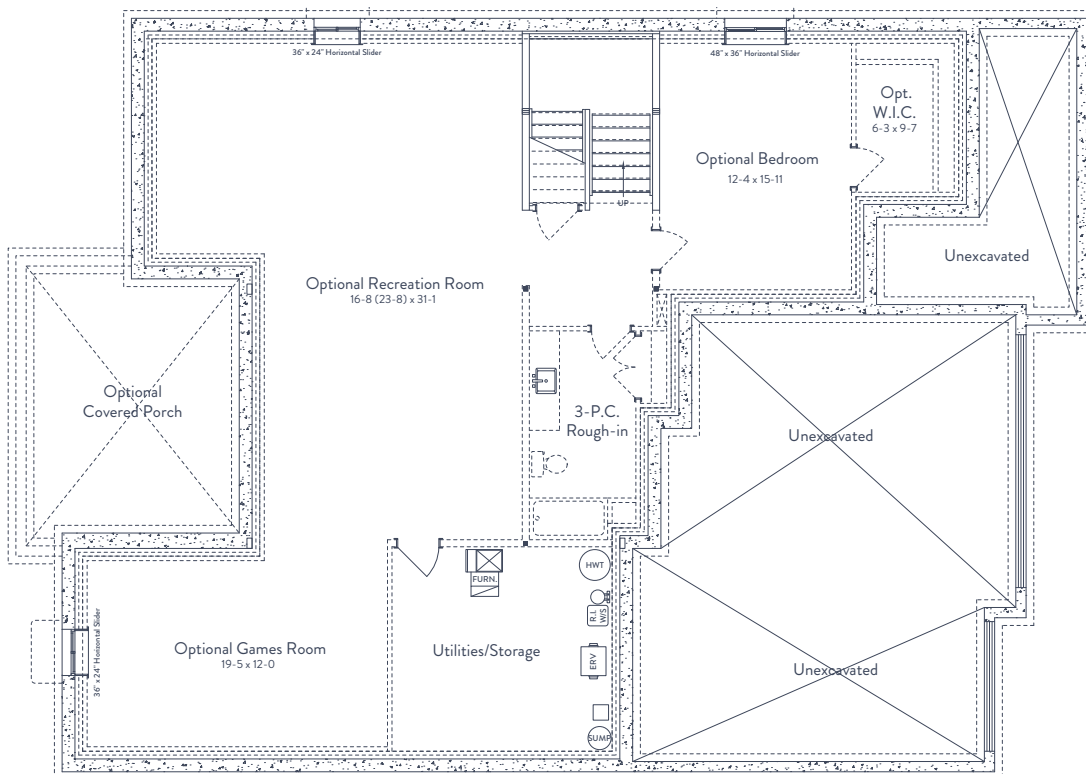 36" x 24" Horizontal Slider
48" x 36" Horizontal Slider
Opt.
W.I.C.
6-3 x 9-7
Optional Bedroom
12-4 x 15-11
UP
Unexcavated
Optional Recreation Room
16-8 (23-8) x 31-1
Optional
Covered Porch
3-P.C.
Rough-in
Unexcavated
HWT
FURN.
R.I.
W/S
36" x 24" Horizontal Slider
Optional Games Room
19-5 x 12-0
Utilities/Storage
ERV
Unexcavated
SUMP